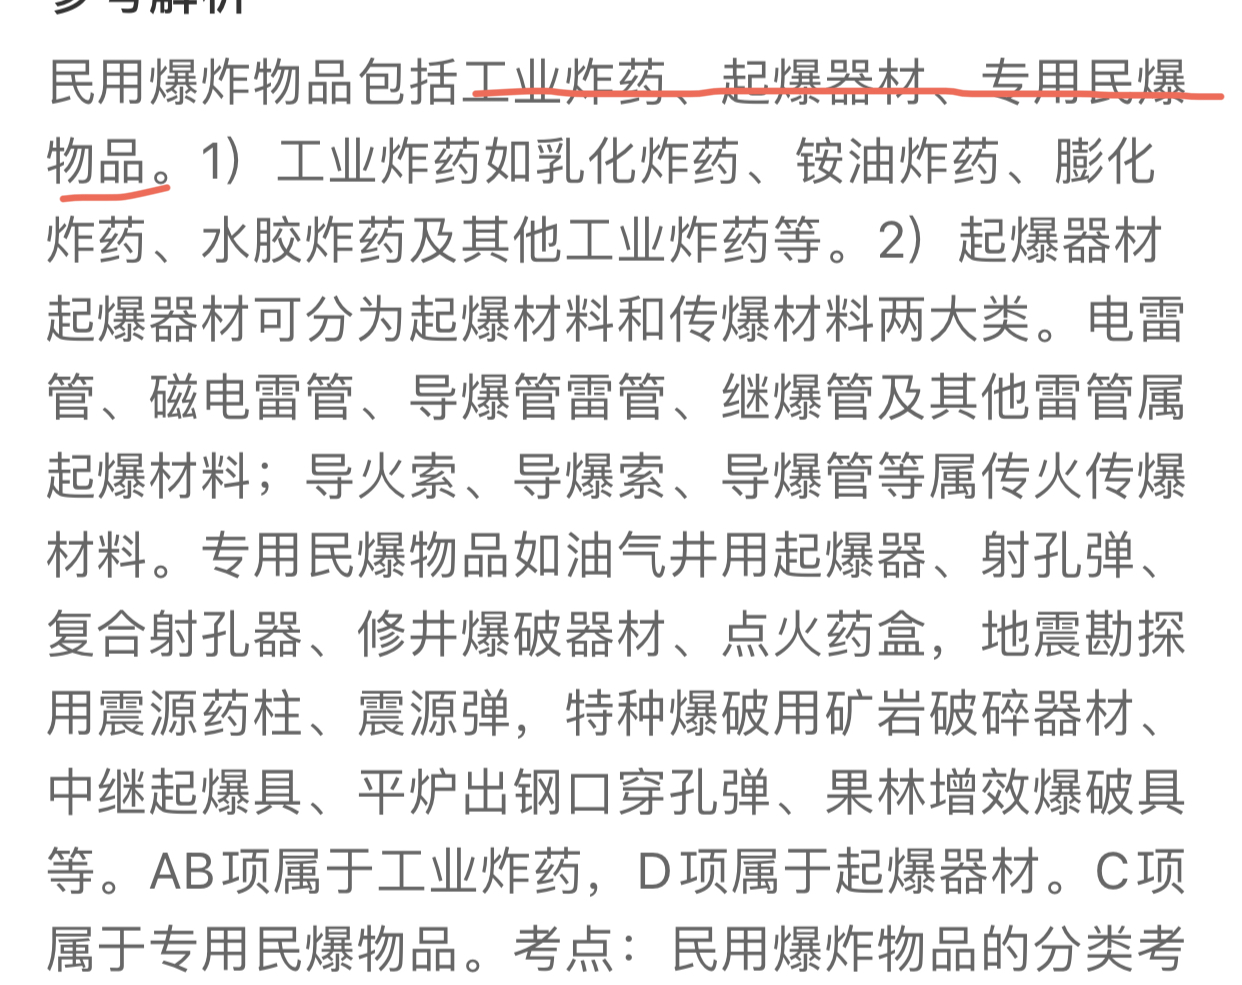 参考解析
民用爆炸物品包括工业炸药、起爆器材、专用民爆
物品。1）工业炸药如乳化炸药、铵油炸药、膨化
炸药、水胶炸药及其他工业炸药等。2）起爆器材
起爆器材可分为起爆材料和传爆材料两大类。电雷
管、磁电雷管、导爆管雷管、继爆管及其他雷管属
起爆材料；导火索、导爆索、导爆管等属传火传爆
材料。专用民爆物品如油气井用起爆器、射孔弹、
复合射孔器、修井爆破器材、点火药盒，地震勘探
用震源药柱、震源弹，特种爆破用矿岩破碎器材、
中继起爆具、平炉出钢口穿孔弹、果林增效爆破具
等。AB项属于工业炸药，D项属于起爆器材。C项
属于专用民爆物品。考点：民用爆炸物品的分类考